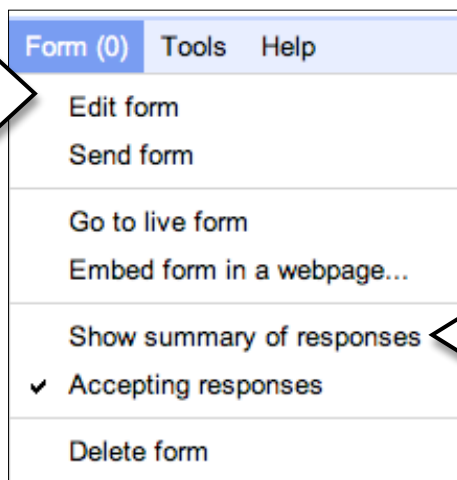 Form (0) Tools Help
Edit form
Send form
Go to live form
Embed form in a webpage...
Show summary of responses
Accepting responses
Delete form